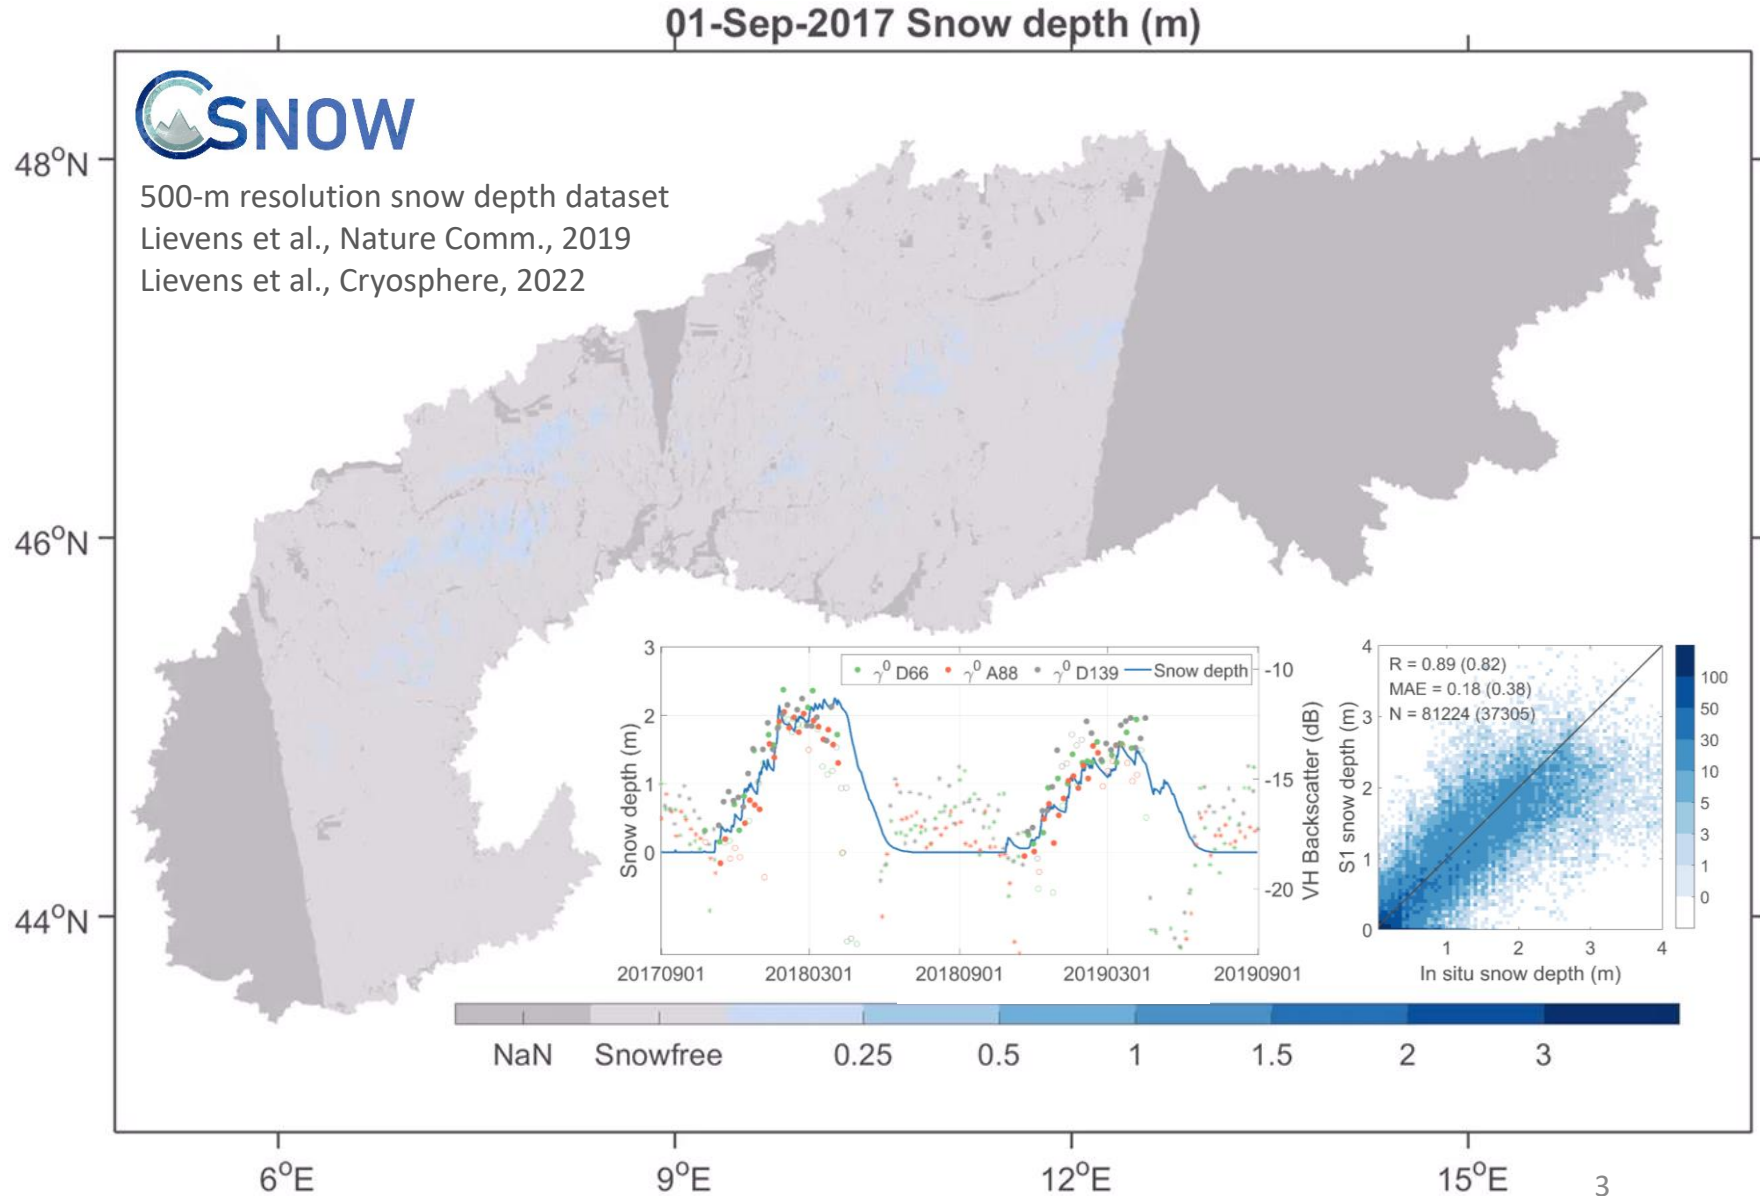 01-Sep-2017 Snow depth (m)
CSNOW
500-m resolution snow depth dataset
Lievens et al., Nature Comm., 2019
Lievens et al., Cryosphere, 2022
48°N
46°N
44°N
6°E
9°E
12°E
15°E
3
2
1
0
Snow depth (m)
γ⁰ D66
γ⁰ A88
γ⁰ D139
Snow depth
-10
-15
-20
VH Backscatter (dB)
20170901
20180301
20180901
20190301
20190901
R = 0.89 (0.82)
MAE = 0.18 (0.38)
N = 81224 (37305)
4
3
2
1
0
S1 snow depth (m)
1
2
3
4
In situ snow depth (m)
100
50
30
10
5
3
1
0
NaN
Snowfree
0.25
0.5
1
1.5
2
3
3